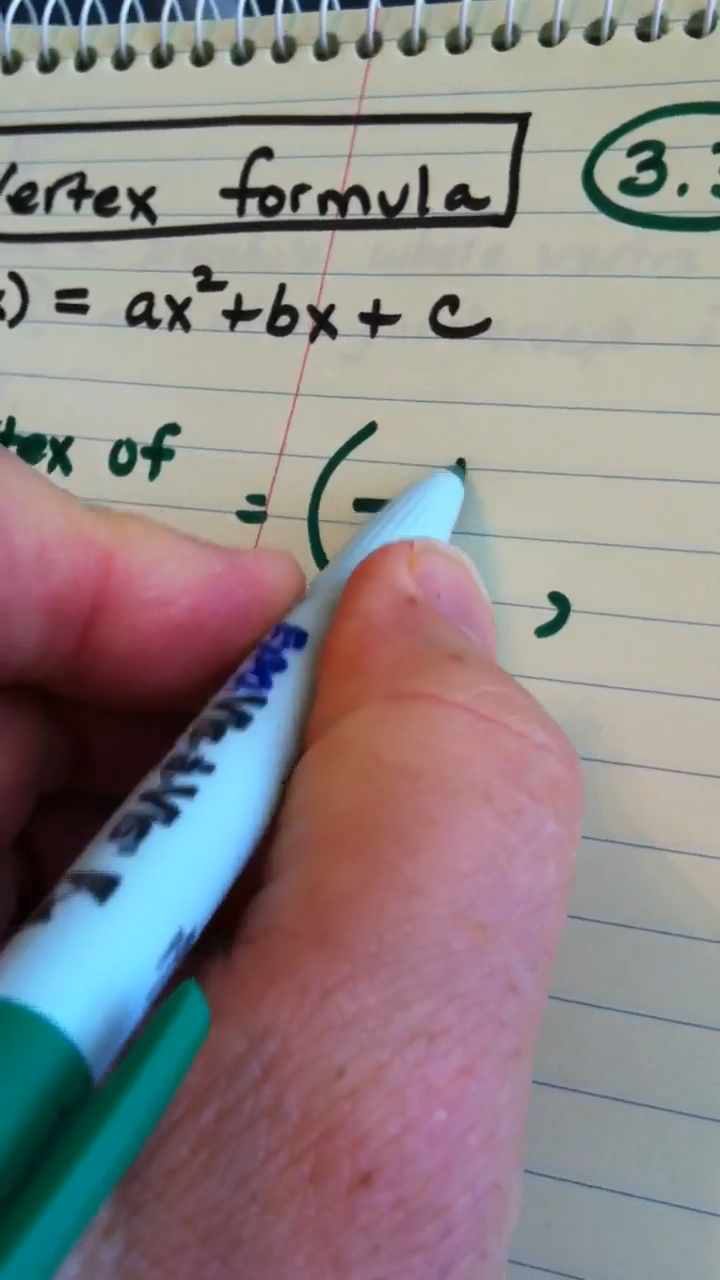 Vertex formula 3.
) = ax²+bx + c
tex of = (- ,